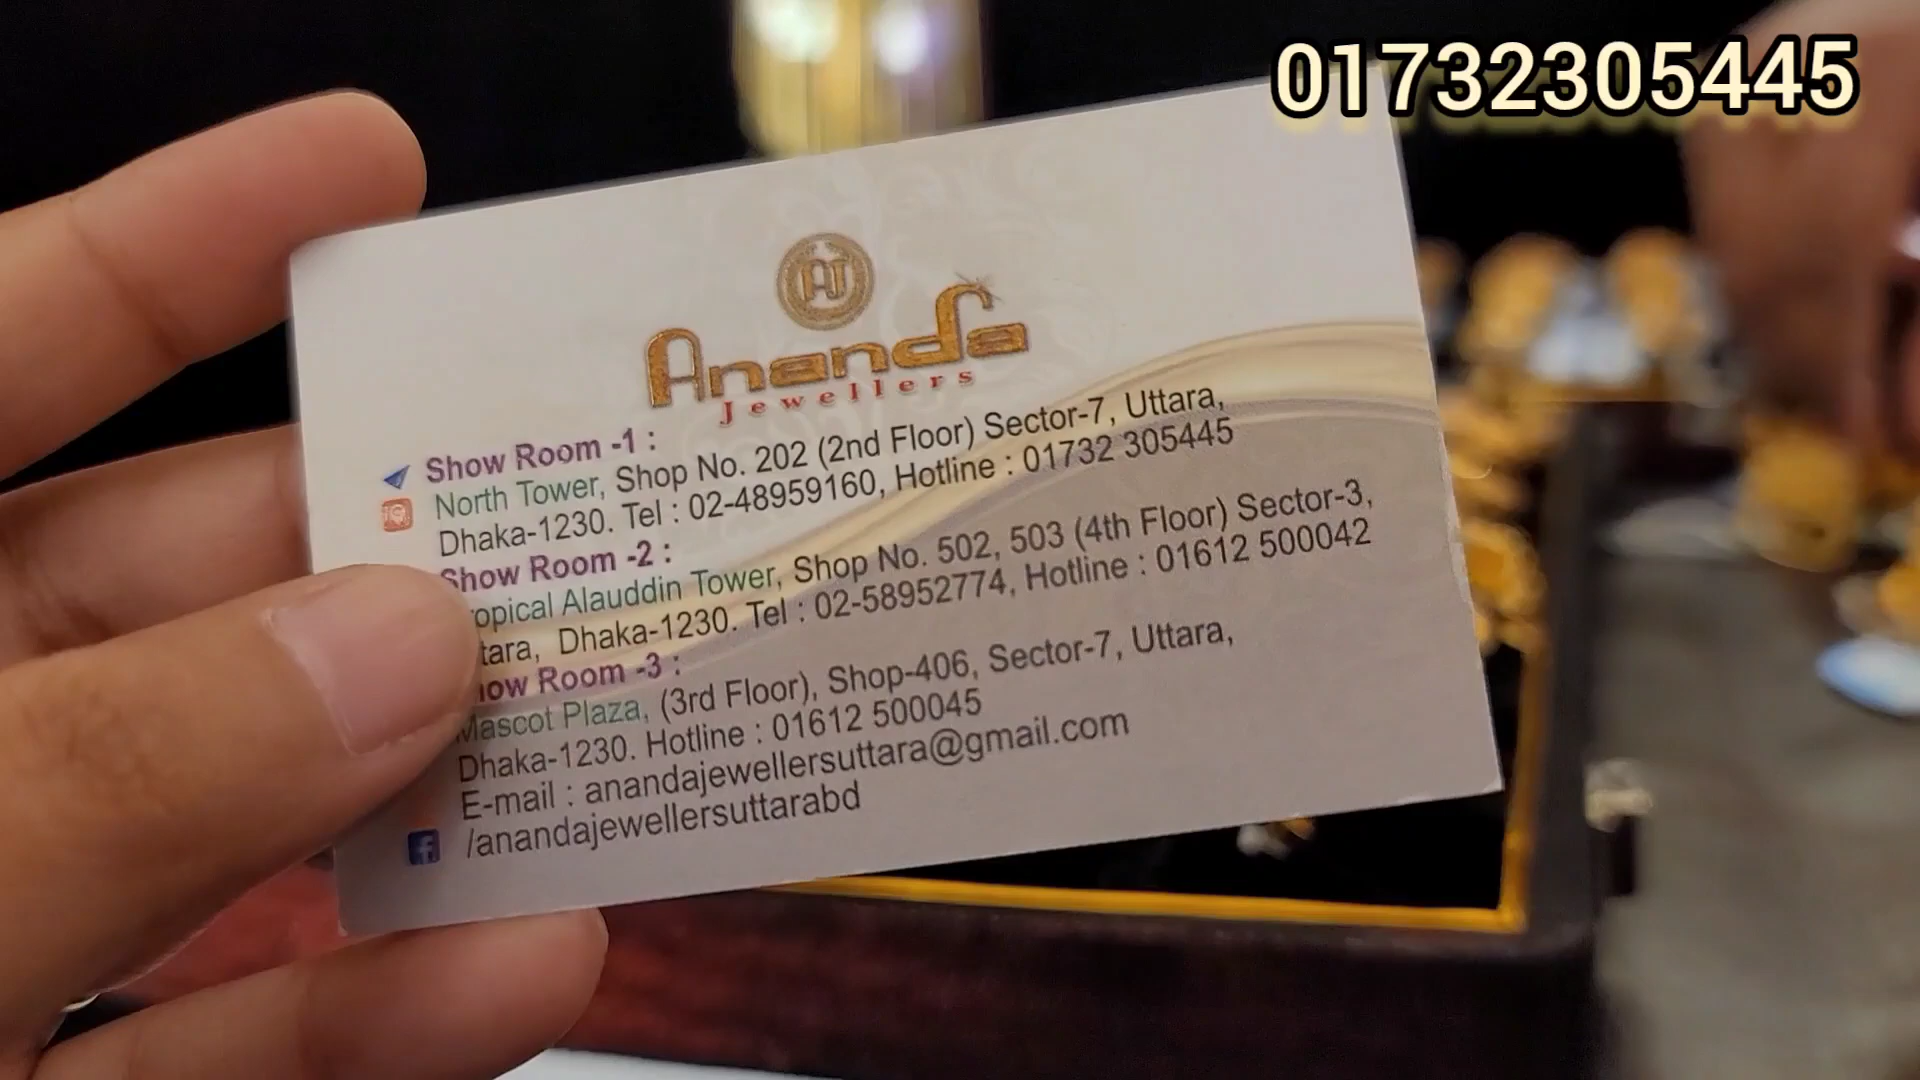 01732305445
AJ
Ananda
Jewellers
Show Room -1 :
North Tower, Shop No. 202 (2nd Floor) Sector-7, Uttara,
Dhaka-1230. Tel : 02-48959160, Hotline : 01732 305445
Show Room -2 :
opical Alauddin Tower, Shop No. 502, 503 (4th Floor) Sector-3,
tara, Dhaka-1230. Tel : 02-58952774, Hotline : 01612 500042
ow Room -3 :
Mascot Plaza, (3rd Floor), Shop-406, Sector-7, Uttara,
Dhaka-1230. Hotline : 01612 500045
E-mail : anandajewellersuttara@gmail.com
/anandajewellersuttarabd